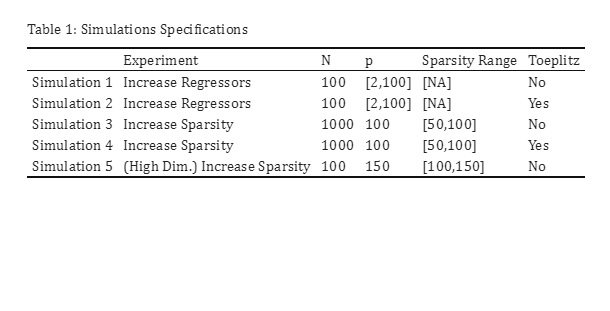 Table 1: Simulations Specifications
Experiment N p Sparsity Range Toeplitz
Simulation 1 Increase Regressors 100 [2,100] [NA] No
Simulation 2 Increase Regressors 100 [2,100] [NA] Yes
Simulation 3 Increase Sparsity 1000 100 [50,100] No
Simulation 4 Increase Sparsity 1000 100 [50,100] Yes
Simulation 5 (High Dim.) Increase Sparsity 100 150 [100,150] No